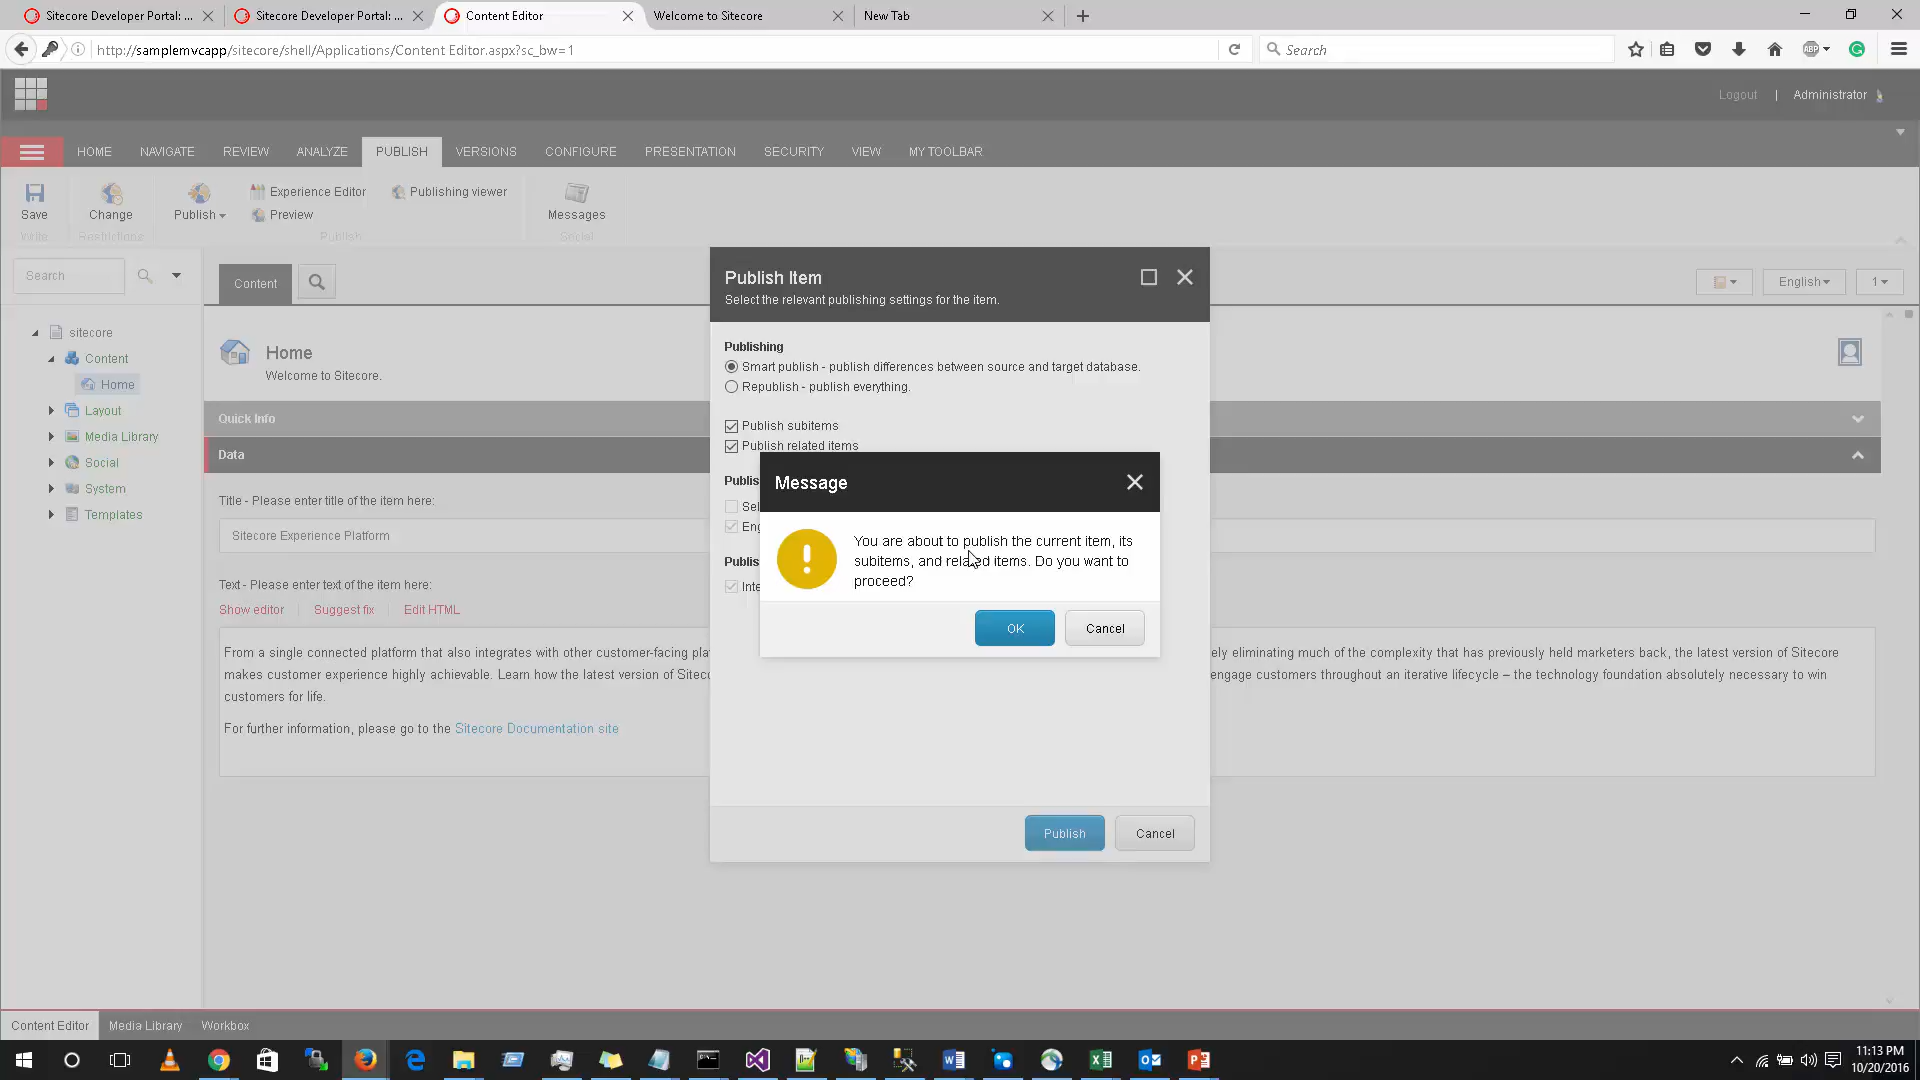 Sitecore Developer Portal: ...
Sitecore Developer Portal: ...
Content Editor
Welcome to Sitecore
New Tab
http://samplemvcapp/sitecore/shell/Applications/Content Editor.aspx?sc_bw=1
Search
ABP
Logout | Administrator
HOME NAVIGATE REVIEW ANALYZE PUBLISH VERSIONS CONFIGURE PRESENTATION SECURITY VIEW MY TOOLBAR
Save
Write
Change
Restrictions
Publish
Experience Editor
Preview
Publishing viewer
Publish
Messages
Social
Search
Content
English
1
sitecore
Content
Home
Layout
Media Library
Social
System
Templates
Home
Welcome to Sitecore.
Quick Info
Data
Title - Please enter title of the item here:
Sitecore Experience Platform
Text - Please enter text of the item here:
Show editor Suggest fix Edit HTML
From a single connected platform that also integrates with other customer-facing pla ly eliminating much of the complexity that has previously held marketers back, the latest version of Sitecore
makes customer experience highly achievable. Learn how the latest version of Sitec engage customers throughout an iterative lifecycle – the technology foundation absolutely necessary to win
customers for life.
For further information, please go to the Sitecore Documentation site
Publish Item
Select the relevant publishing settings for the item.
Publishing
Smart publish - publish differences between source and target database.
Republish - publish everything.
Publish subitems
Publish related items
Publis
Sel
Eng
Publis
Inte
Message
You are about to publish the current item, its
subitems, and related items. Do you want to
proceed?
OK
Cancel
Publish
Cancel
Content Editor Media Library Workbox
11:13 PM
10/20/2016